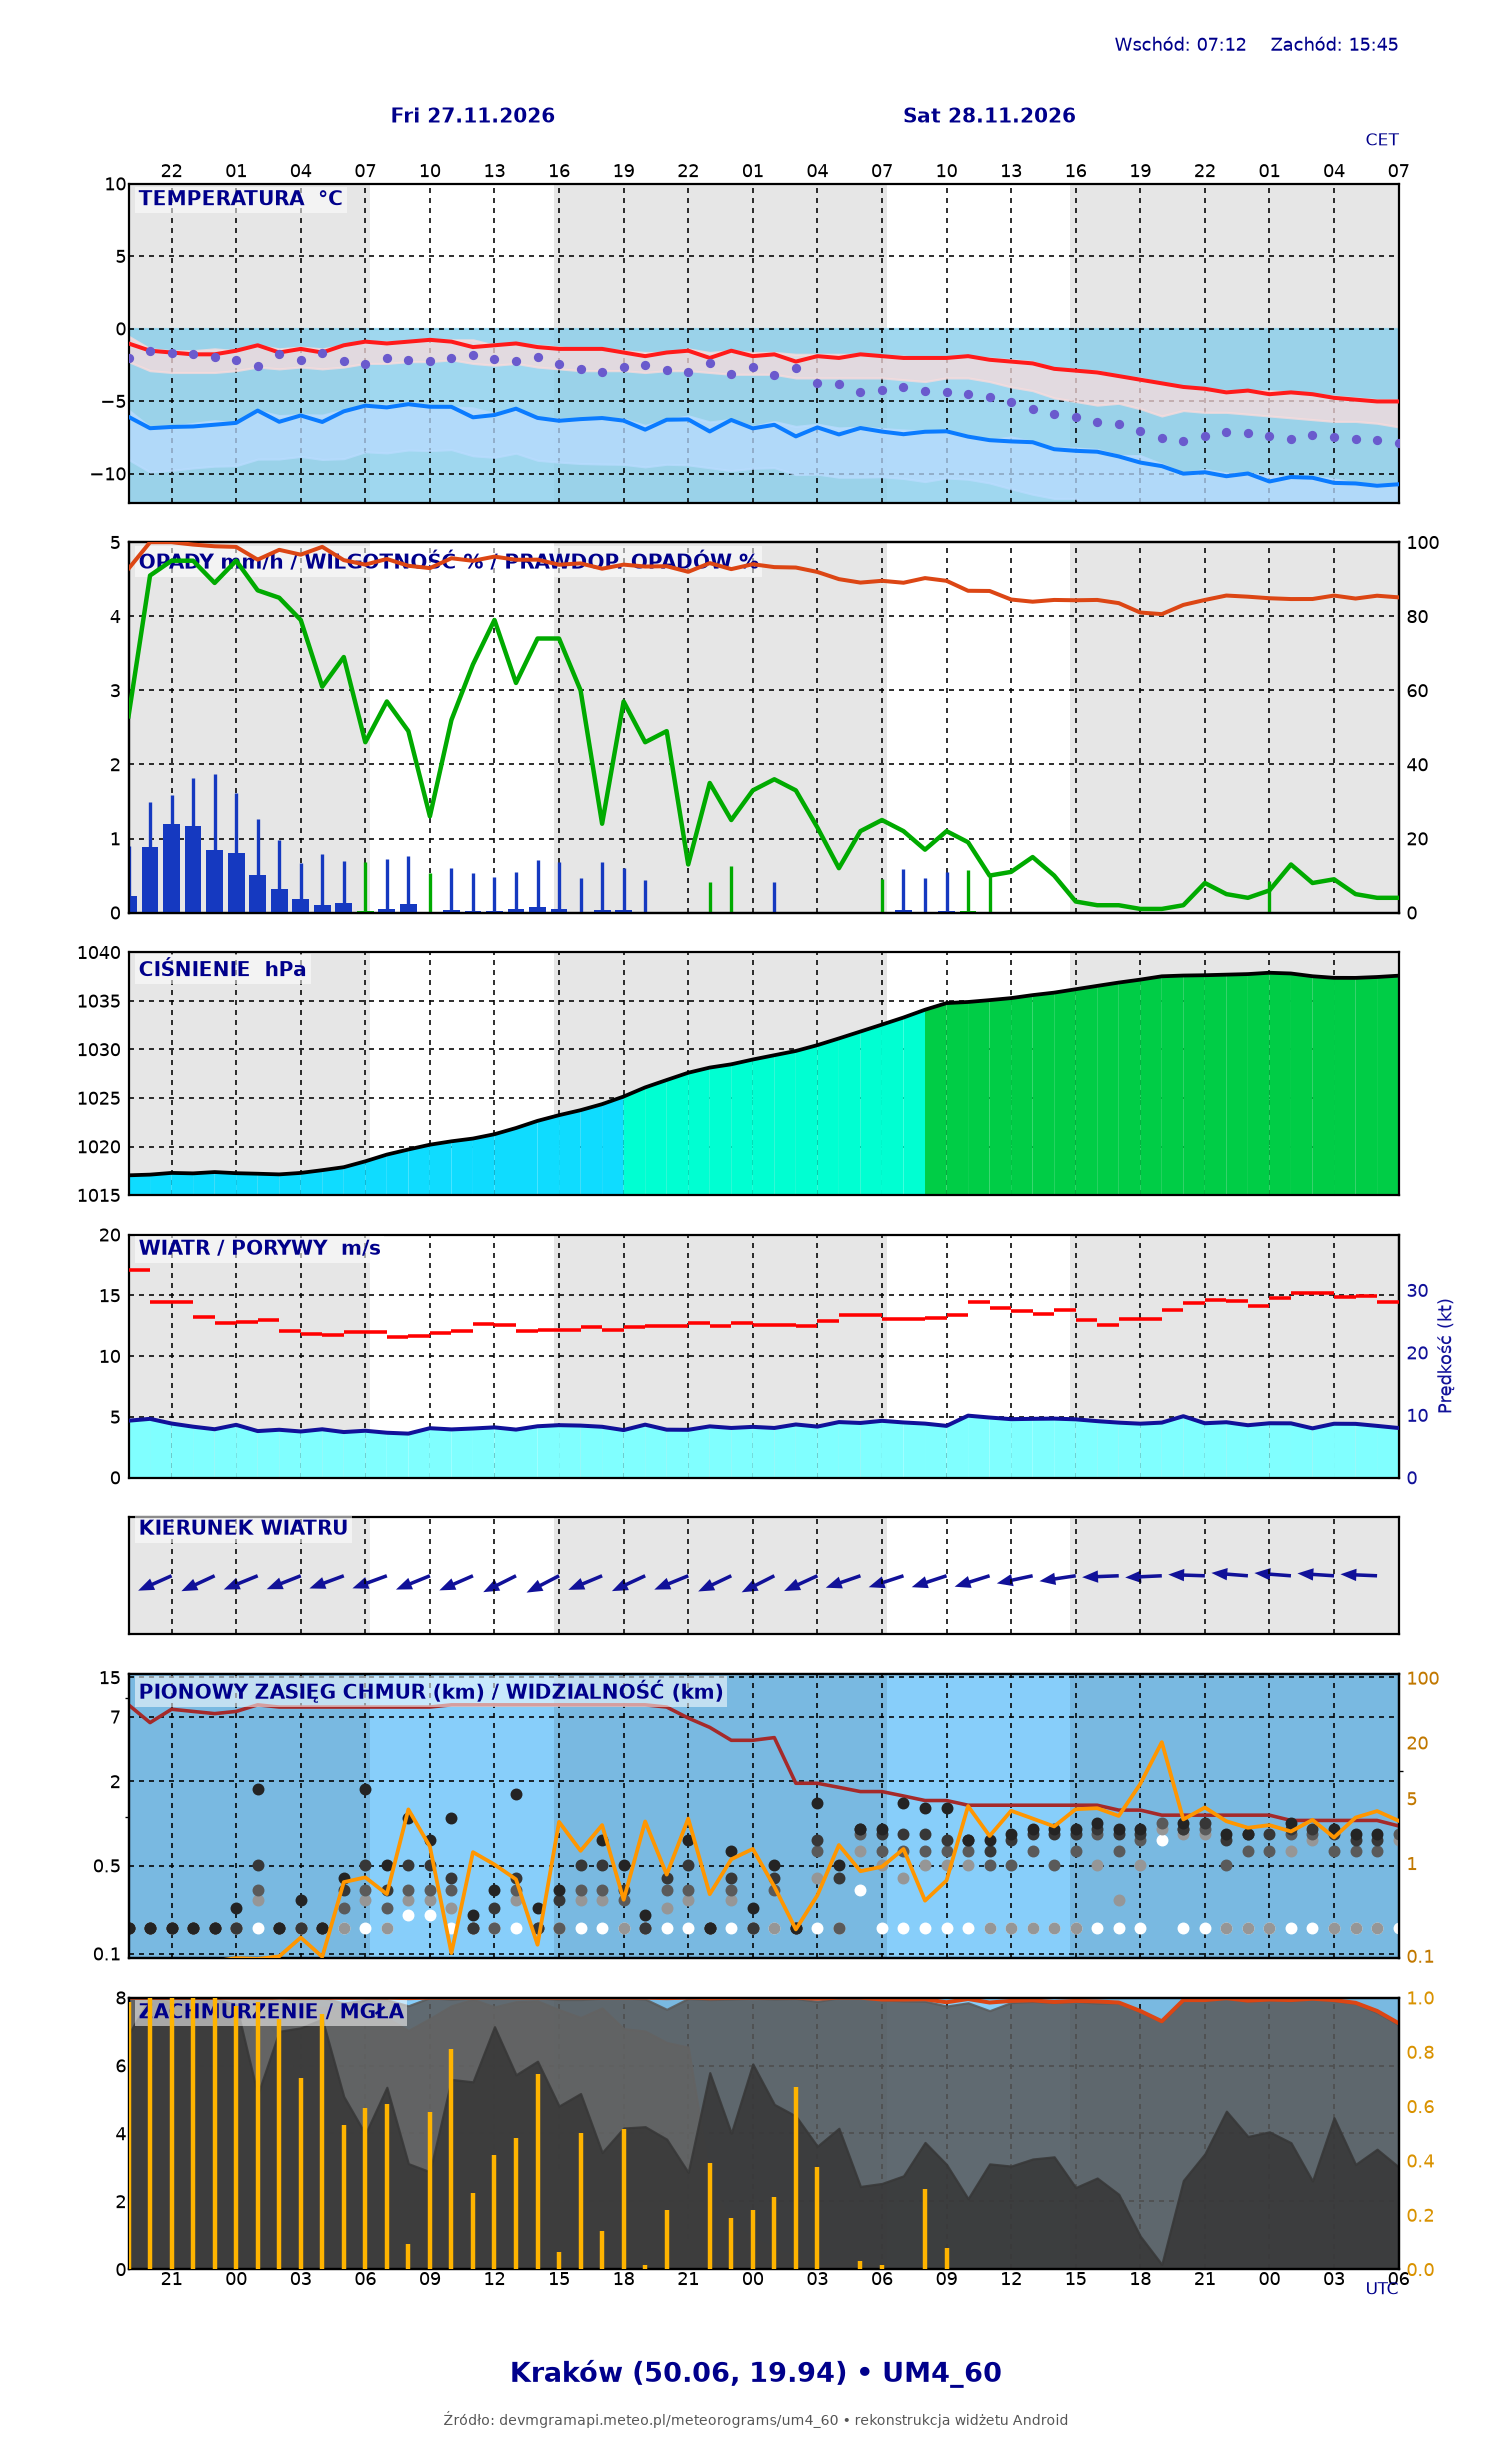 Wschód: 07:12 Zachód: 15:45
Fri 27.11.2026 Sat 28.11.2026
CET
22 01 04 07 10 13 16 19 22 01 04 07 10 13 16 19 22 01 04 07
TEMPERATURA °C
10
5
0
−5
−10
OPADY mm/h / WILGOTNOŚĆ % / PRAWDOP. OPADÓW %
5 100
4 80
3 60
2 40
1 20
0 0
CIŚNIENIE hPa
1040
1035
1030
1025
1020
1015
WIATR / PORYWY m/s
20
15 30
10 20
5 10
0 0
Prędkość (kt)
KIERUNEK WIATRU
PIONOWY ZASIĘG CHMUR (km) / WIDZIALNOŚĆ (km)
15 100
7 20
2 5
0.5 1
0.1 0.1
ZACHMURZENIE / MGŁA
8 1.0
0.8
6
0.6
4
0.4
2 0.2
0 0.0
21 00 03 06 09 12 15 18 21 00 03 06 09 12 15 18 21 00 03 06
UTC
Kraków (50.06, 19.94) • UM4_60
Źródło: devmgramapi.meteo.pl/meteorograms/um4_60 • rekonstrukcja widżetu Android